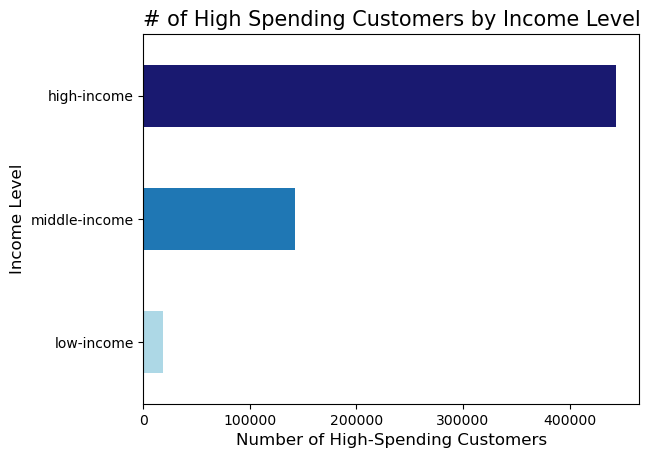 # of High Spending Customers by Income Level
Income Level
high-income
middle-income
low-income
0 100000 200000 300000 400000
Number of High-Spending Customers